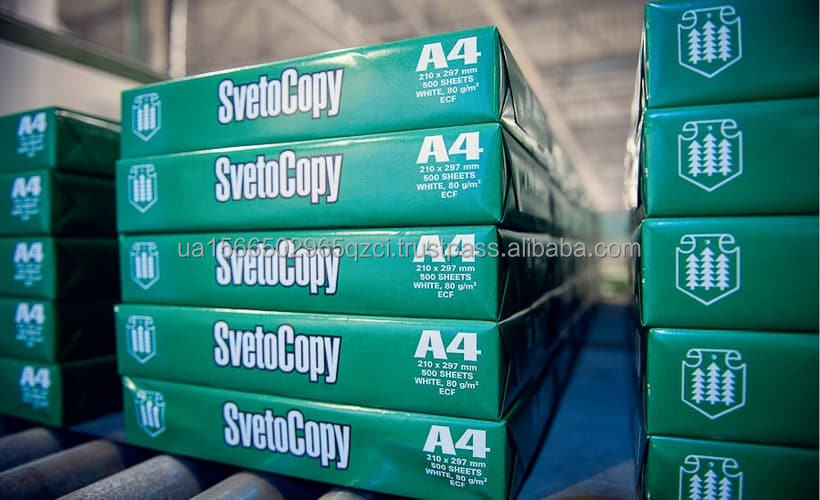 A4
A4
A4
A4
A4
SvetoCopy
A4
210 x 297 mm
500 SHEETS
WHITE, 80 g/m²
ECF
SvetoCopy
A4
210 x 297 mm
500 SHEETS
WHITE, 80 g/m²
ECF
ua1566502965qzci.trustpass.alibaba.com
SvetoCopy
A4
210 x 297 mm
500 SHEETS
WHITE, 80 g/m²
ECF
SvetoCopy
A4
210 x 297 mm
500 SHEETS
WHITE, 80 g/m²
ECF
SvetoCopy
A4
210 x 297 mm
500 SHEETS
WHITE, 80 g/m²
ECF